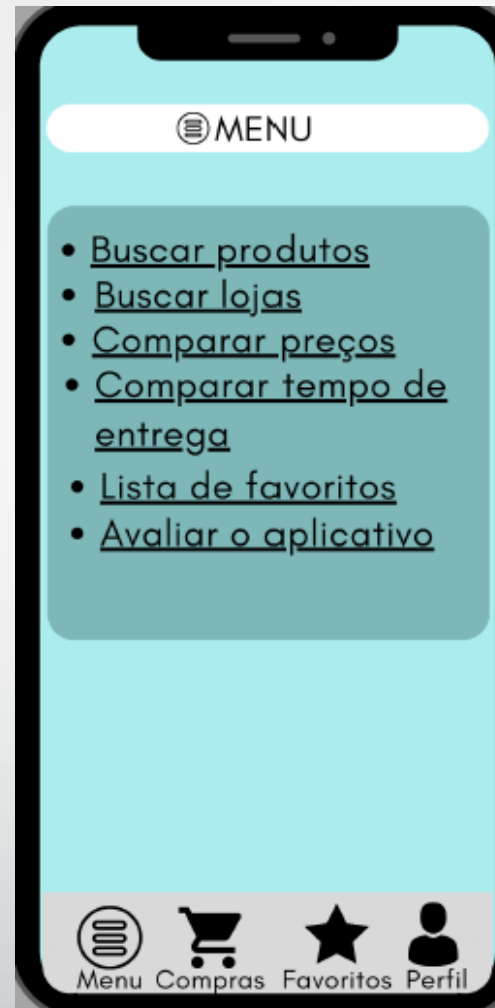 MENU
Buscar produtos
Buscar lojas
Comparar preços
Comparar tempo de
entrega
Lista de favoritos
Avaliar o aplicativo
Menu Compras Favoritos Perfil